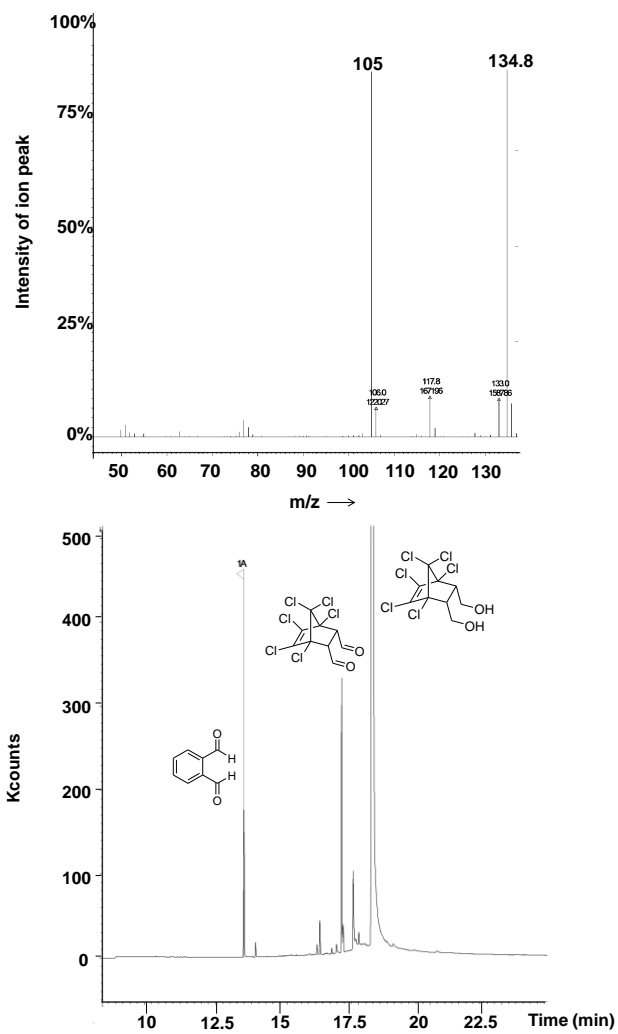 100%
105
134.8
75%
50%
25%
106.0
122027
117.8
167195
133.0
158786
0%
50 60 70 80 90 100 110 120 130
m/z
Intensity of ion peak
500
1A
Cl Cl
Cl Cl
Cl Cl
OH
OH
400
Cl Cl
Cl Cl
Cl Cl
O
O
300
O
H
H
O
200
100
0
10 12.5 15 17.5 20 22.5 Time (min)
Kcounts